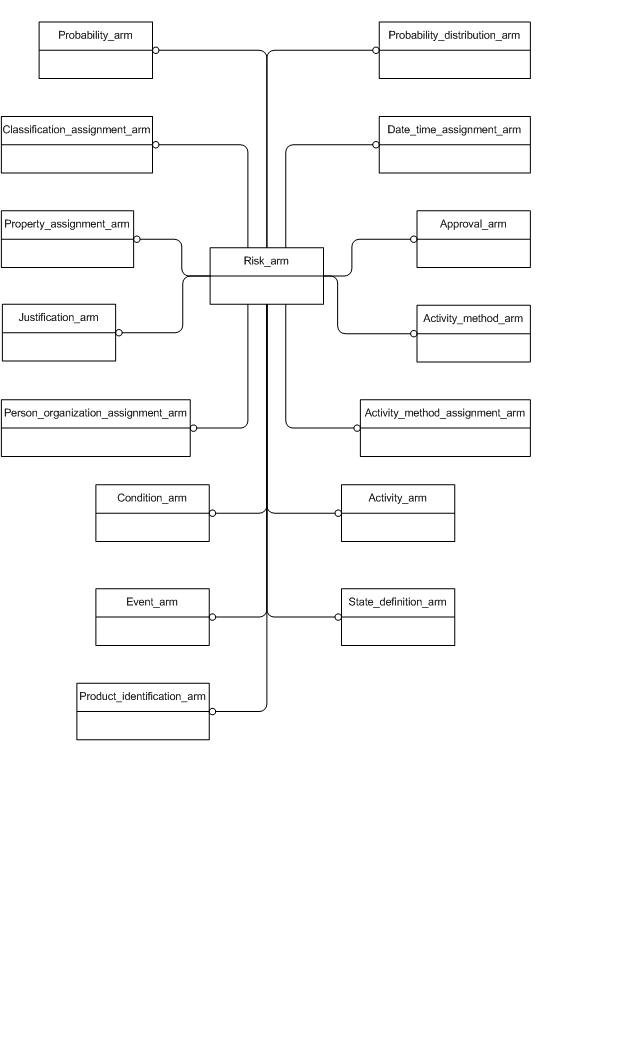 Probability_arm
Probability_distribution_arm
Classification_assignment_arm
Date_time_assignment_arm
Property_assignment_arm
Approval_arm
Risk_arm
Justification_arm
Activity_method_arm
Person_organization_assignment_arm
Activity_method_assignment_arm
Condition_arm
Activity_arm
Event_arm
State_definition_arm
Product_identification_arm